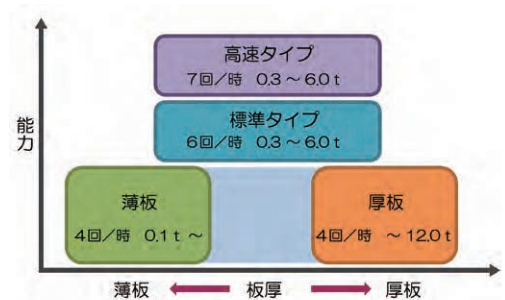 高速タイプ
7回／時 0.3 ～ 6.0 t
標準タイプ
6回／時 0.3 ～ 6.0 t
能力
薄板
4回／時 0.1 t ～
厚板
4回／時 ～ 12.0 t
薄板 板厚 厚板